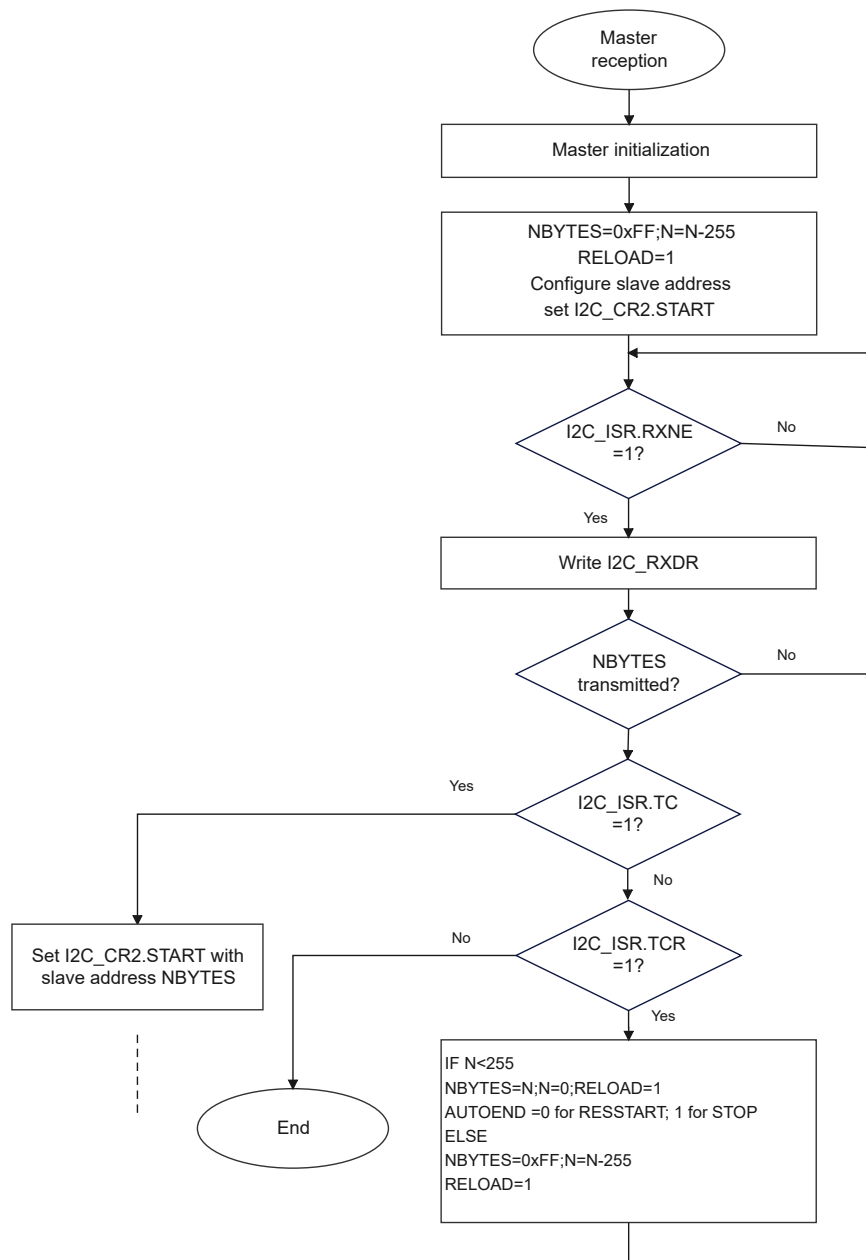 Master
reception
Master initialization
NBYTES=0xFF;N=N-255
RELOAD=1
Configure slave address
set I2C_CR2.START
I2C_ISR.RXNE
=1?
No
Yes
Write I2C_RXDR
NBYTES
transmitted?
No
I2C_ISR.TC
=1?
Yes
No
Set I2C_CR2.START with
slave address NBYTES
I2C_ISR.TCR
=1?
No
Yes
End
IF N<255
NBYTES=N;N=0;RELOAD=1
AUTOEND =0 for RESSTART; 1 for STOP
ELSE
NBYTES=0xFF;N=N-255
RELOAD=1